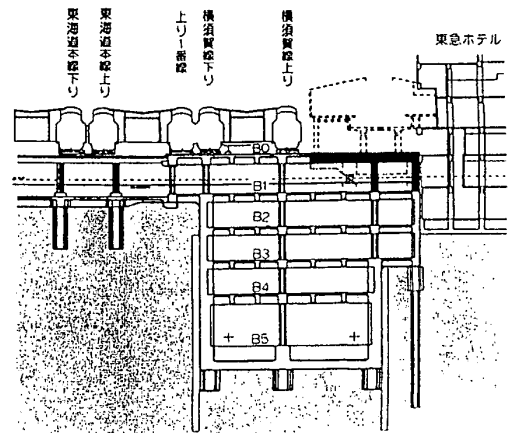 東海道本線下り
東海道本線上り
上り1番線
横須賀線下り
横須賀線上り
東急ホテル
B0
B1
B2
B3
B4
B5